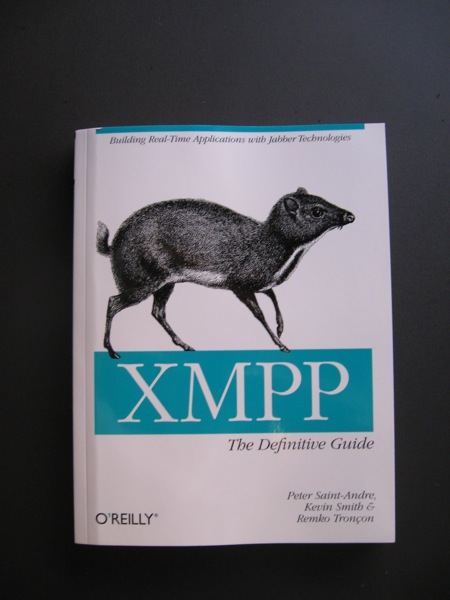 Building Real-Time Applications with Jabber Technologies
XMPP
The Definitive Guide
Peter Saint-Andre,
Kevin Smith &
Remko Tronçon
O'REILLY®